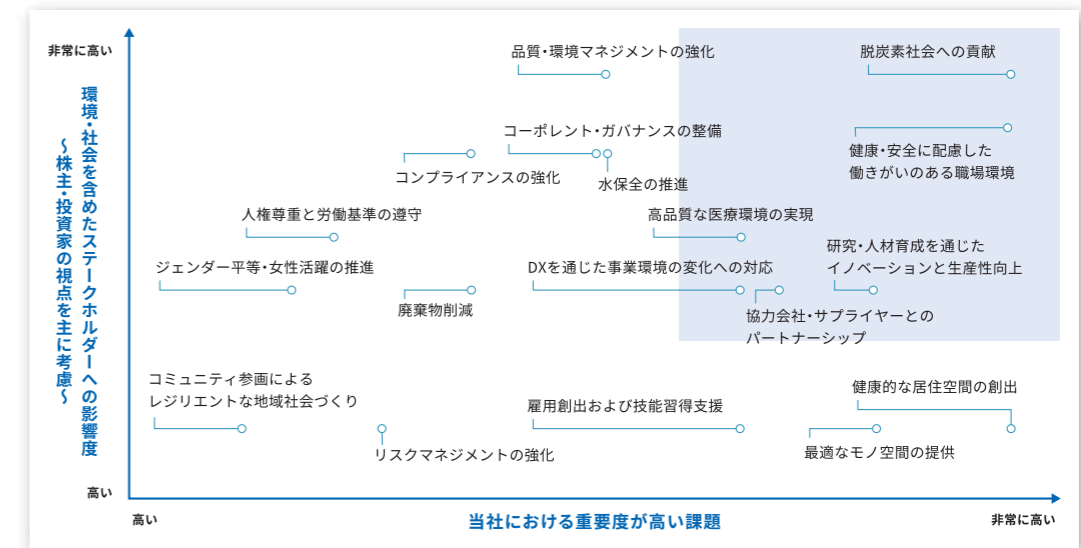 非常に高い
環境・社会を含めたステークホルダーへの影響度
〜株主・投資家の視点を主に考慮〜
品質・環境マネジメントの強化
脱炭素社会への貢献
コーポレント・ガバナンスの整備
健康・安全に配慮した
働きがいのある職場環境
コンプライアンスの強化
水保全の推進
人権尊重と労働基準の遵守
高品質な医療環境の実現
研究・人材育成を通じた
イノベーションと生産性向上
ジェンダー平等・女性活躍の推進
DXを通じた事業環境の変化への対応
廃棄物削減
協力会社・サプライヤーとの
パートナーシップ
コミュニティ参画による
レジリエントな地域社会づくり
健康的な居住空間の創出
雇用創出および技能習得支援
リスクマネジメントの強化
最適なモノ空間の提供
高い
高い
当社における重要度が高い課題
非常に高い